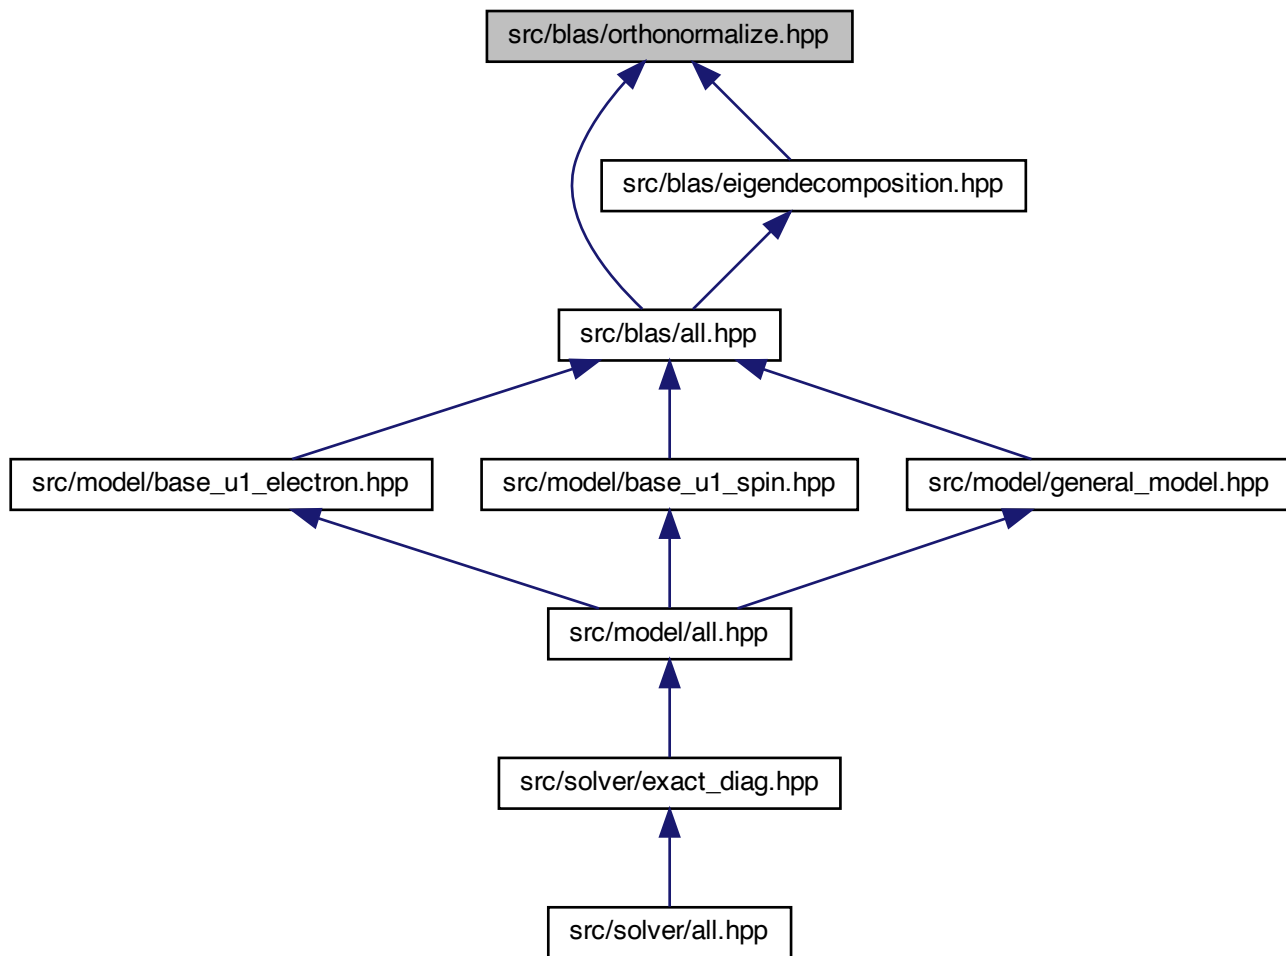 src/blas/orthonormalize.hpp
src/blas/eigendecomposition.hpp
src/blas/all.hpp
src/model/base_u1_electron.hpp
src/model/base_u1_spin.hpp
src/model/general_model.hpp
src/model/all.hpp
src/solver/exact_diag.hpp
src/solver/all.hpp